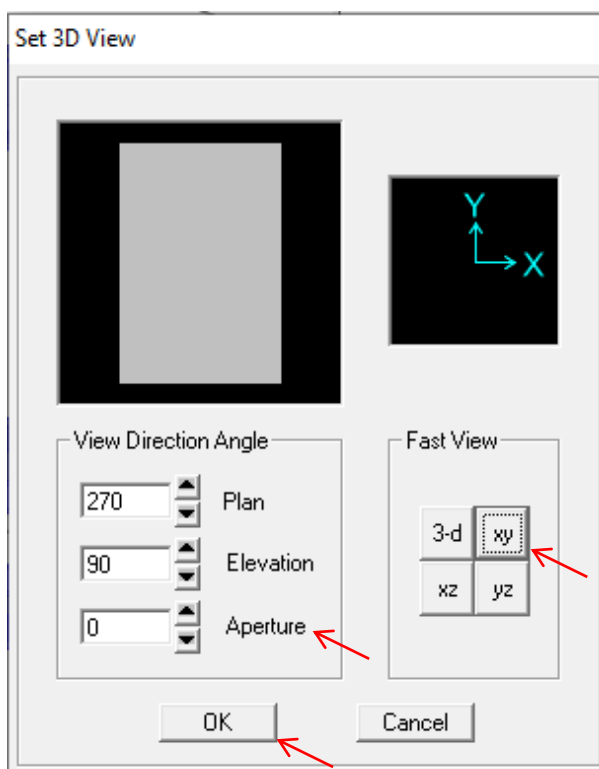 Set 3D View
Y
X
View Direction Angle
270 Plan
90 Elevation
0 Aperture
Fast View
3-d xy
xz yz
OK Cancel